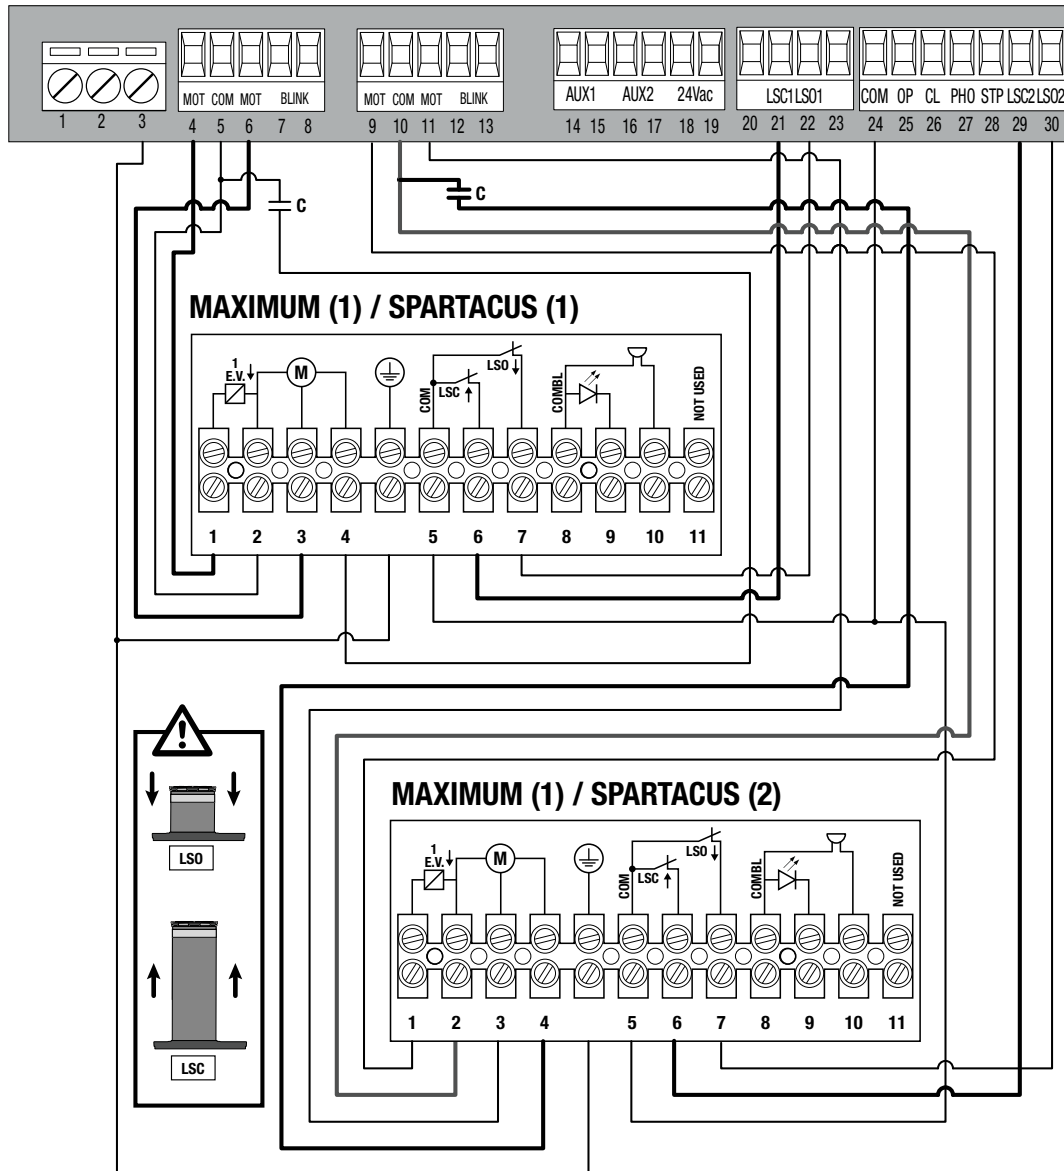 MOT COM MOT BLINK
MOT COM MOT BLINK
AUX1 AUX2 24Vac
LSC1 LSO1
COM OP CL PHO STP LSC2 LSO2
1 2 3 4 5 6 7 8 9 10 11 12 13 14 15 16 17 18 19 20 21 22 23 24 25 26 27 28 29 30
C
C
MAXIMUM (1) / SPARTACUS (1)
1
E.V.
M
COM
LSC
LSO
COMBL
NOT USED
1 2 3 4 5 6 7 8 9 10 11
LSO
LSC
MAXIMUM (1) / SPARTACUS (2)
1
E.V.
M
COM
LSC
LSO
COMBL
NOT USED
1 2 3 4 5 6 7 8 9 10 11